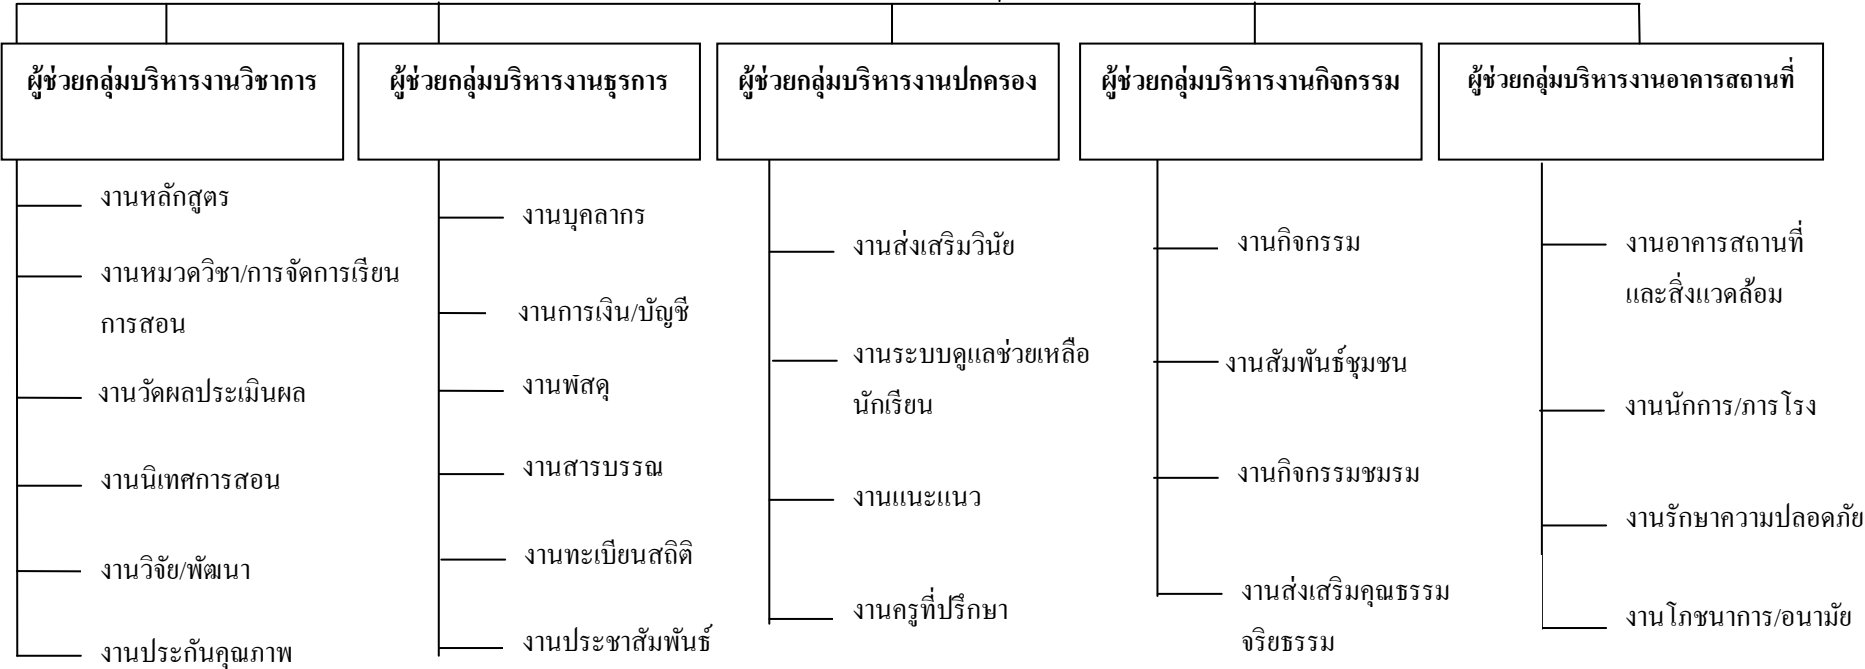 ผู้ช่วยกลุ่มบริหารงานวิชาการ
งานหลักสูตร
งานหมวดวิชา/การจัดการเรียน
การสอน
งานวัดผลประเมินผล
งานนิเทศการสอน
งานวิจัย/พัฒนา
งานประกันคุณภาพ
ผู้ช่วยกลุ่มบริหารงานธุรการ
งานบุคลากร
งานการเงิน/บัญชี
งานพัสดุ
งานสารบรรณ
งานทะเบียนสถิติ
งานประชาสัมพันธ์
ผู้ช่วยกลุ่มบริหารงานปกครอง
งานส่งเสริมวินัย
งานระบบดูแลช่วยเหลือ
นักเรียน
งานแนะแนว
งานครูที่ปรึกษา
ผู้ช่วยกลุ่มบริหารงานกิจกรรม
งานกิจกรรม
งานสัมพันธ์ชุมชน
งานกิจกรรมชมรม
งานส่งเสริมคุณธรรม
จริยธรรม
ผู้ช่วยกลุ่มบริหารงานอาคารสถานที่
งานอาคารสถานที่
และสิ่งแวดล้อม
งานนักการ/ภารโรง
งานรักษาความปลอดภัย
งานโภชนาการ/อนามัย